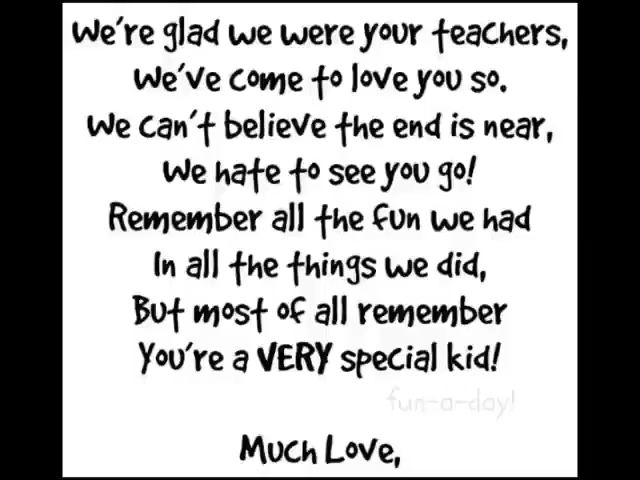 We're glad we were your teachers,
We've come to love you so.
We can't believe the end is near,
We hate to see you go!
Remember all the fun we had
In all the things we did,
But most of all remember
You're a VERY special kid!
fun-a-day!
Much Love,